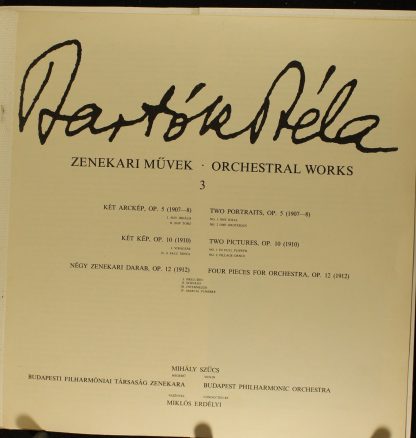 Bartók Béla
ZENEKARI MŰVEK · ORCHESTRAL WORKS
3
KÉT ARCKÉP, OP. 5 (1907—8)
TWO PORTRAITS, OP. 5 (1907—8)
KÉT KÉP, OP. 10 (1910)
TWO PICTURES, OP. 10 (1910)
NÉGY ZENEKARI DARAB, OP. 12 (1912)
FOUR PIECES FOR ORCHESTRA, OP. 12 (1912)
MIHÁLY SZŰCS
BUDAPESTI FILHARMÓNIAI TÁRSASÁG ZENEKARA
BUDAPEST PHILHARMONIC ORCHESTRA
CONDUCTED BY
MIKLÓS ERDÉLYI